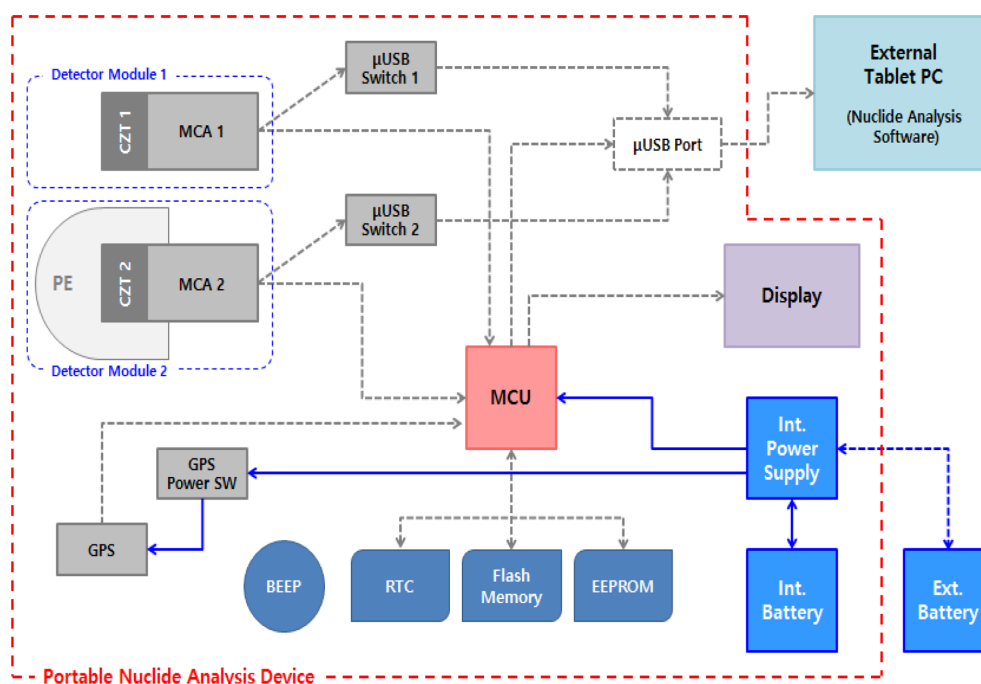 Detector Module 1
CZT 1
MCA 1
µUSB
Switch 1
External
Tablet PC
(Nuclide Analysis
Software)
µUSB Port
PE
CZT 2
MCA 2
Detector Module 2
µUSB
Switch 2
Display
MCU
Int.
Power
Supply
GPS
Power SW
GPS
BEEP
RTC
Flash
Memory
EEPROM
Int.
Battery
Ext.
Battery
Portable Nuclide Analysis Device